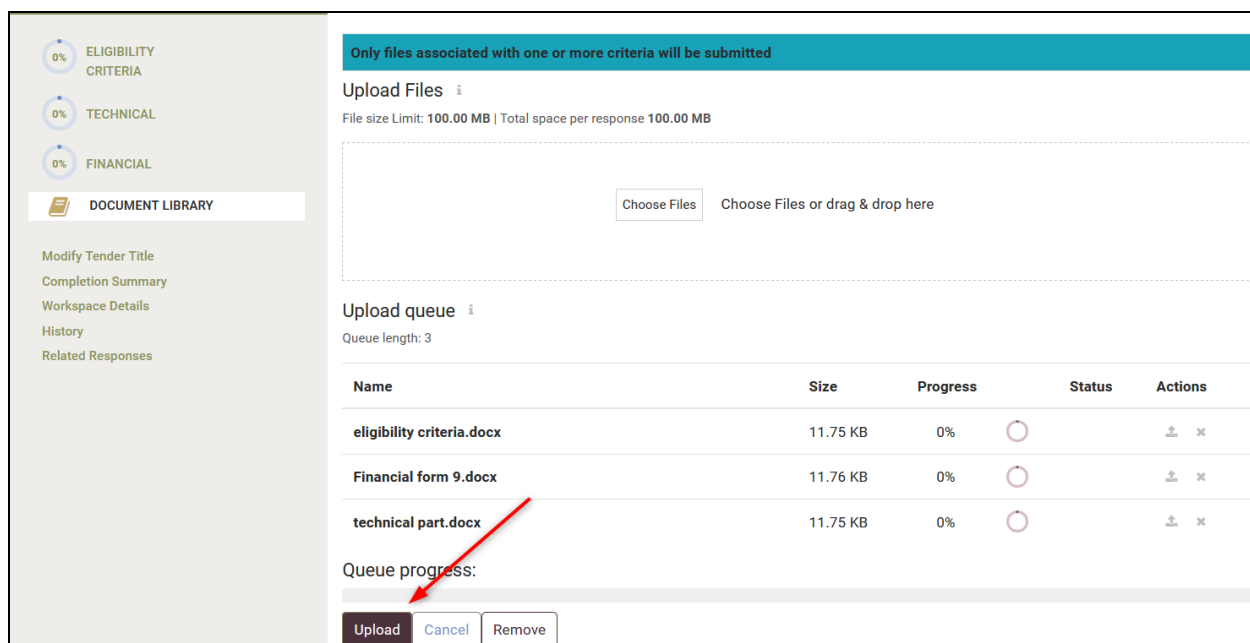 0% ELIGIBILITY
CRITERIA
0% TECHNICAL
0% FINANCIAL
DOCUMENT LIBRARY
Modify Tender Title
Completion Summary
Workspace Details
History
Related Responses
Only files associated with one or more criteria will be submitted
Upload Files i
File size Limit: 100.00 MB | Total space per response 100.00 MB
Choose Files Choose Files or drag & drop here
Upload queue i
Queue length: 3
Name Size Progress Status Actions
eligibility criteria.docx 11.75 KB 0%
Financial form 9.docx 11.76 KB 0%
technical part.docx 11.75 KB 0%
Queue progress:
Upload Cancel Remove